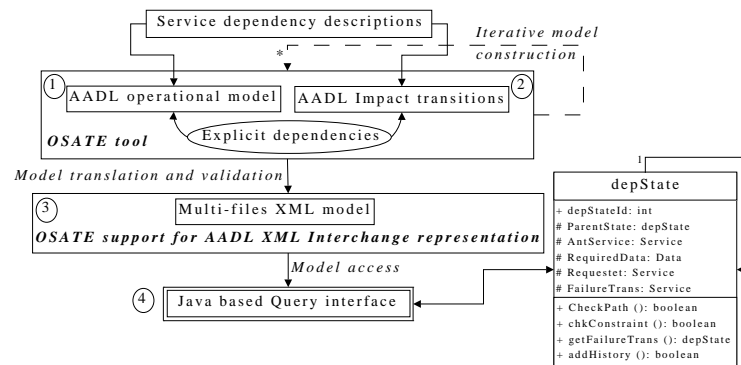 Service dependency descriptions
Iterative model
construction
*
1
2
AADL operational model
AADL Impact transitions
Explicit dependencies
OSATE tool
Model translation and validation
3
Multi-files XML model
OSATE support for AADL XML Interchange representation
Model access
4
Java based Query interface
1
depState
+ depStateId: int
# ParentState: depState
# AntService: Service
# RequiredData: Data
# Requestet: Service
# FailureTrans: Service
+ CheckPath (): boolean
+ chkConstraint (): boolean
+ getFailureTrans (): depState
+ addHistory (): boolean